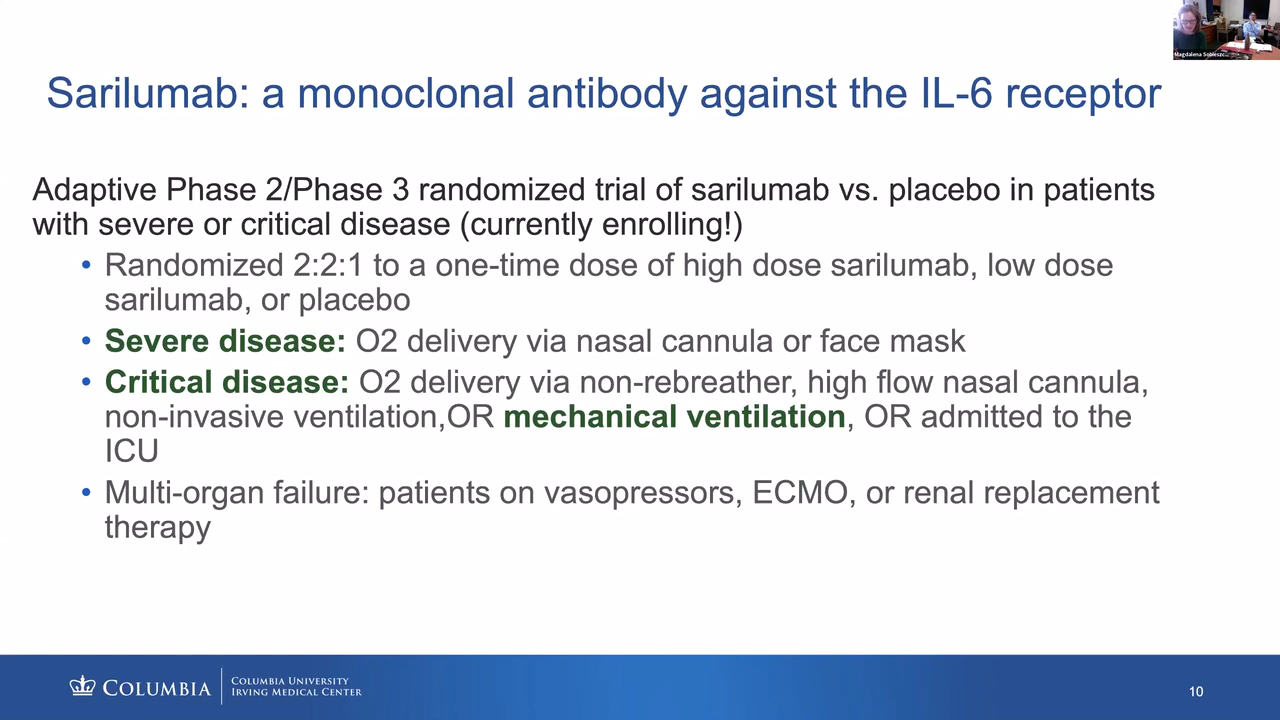 Magdalena Sobieszc...
Sarilumab: a monoclonal antibody against the IL-6 receptor
Adaptive Phase 2/Phase 3 randomized trial of sarilumab vs. placebo in patients
with severe or critical disease (currently enrolling!)
• Randomized 2:2:1 to a one-time dose of high dose sarilumab, low dose
sarilumab, or placebo
• Severe disease: O2 delivery via nasal cannula or face mask
• Critical disease: O2 delivery via non-rebreather, high flow nasal cannula,
non-invasive ventilation,OR mechanical ventilation, OR admitted to the
ICU
• Multi-organ failure: patients on vasopressors, ECMO, or renal replacement
therapy
COLUMBIA
COLUMBIA UNIVERSITY
IRVING MEDICAL CENTER
10